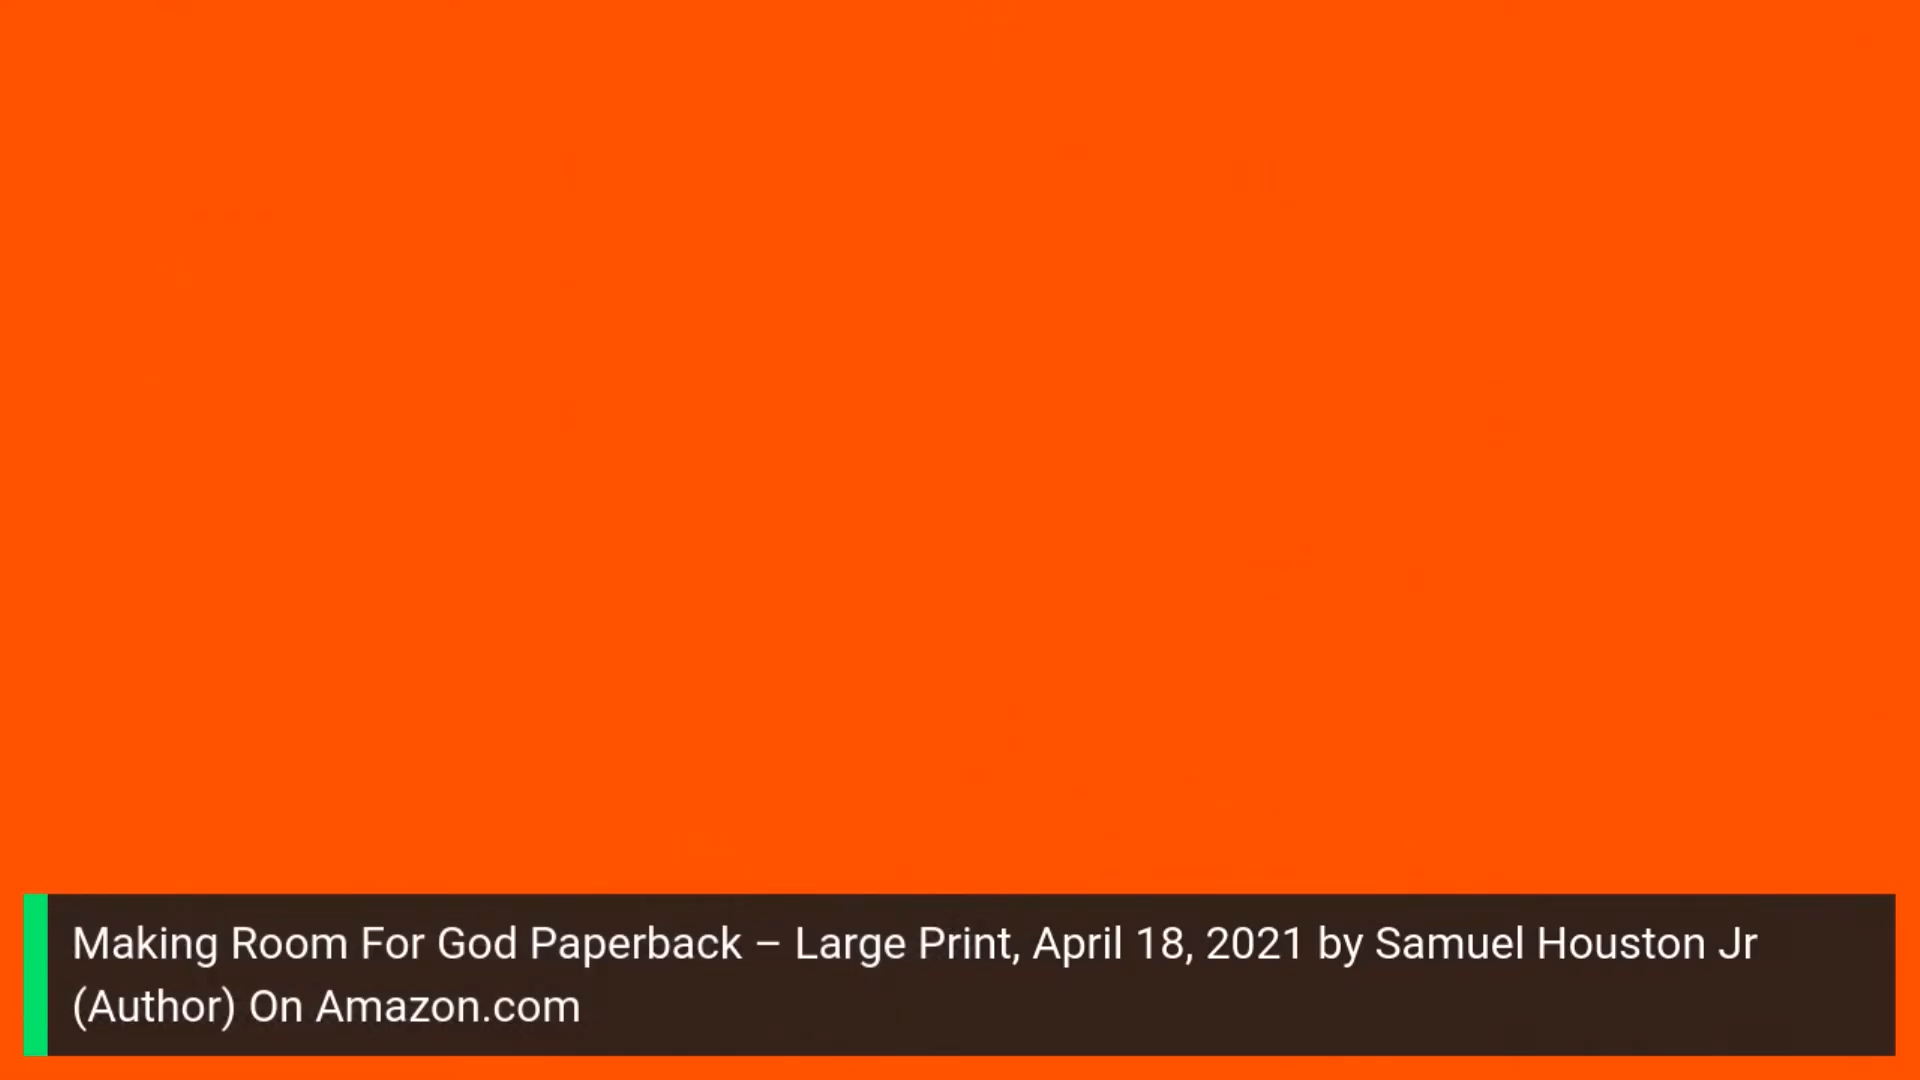 Making Room For God Paperback – Large Print, April 18, 2021 by Samuel Houston Jr
(Author) On Amazon.com